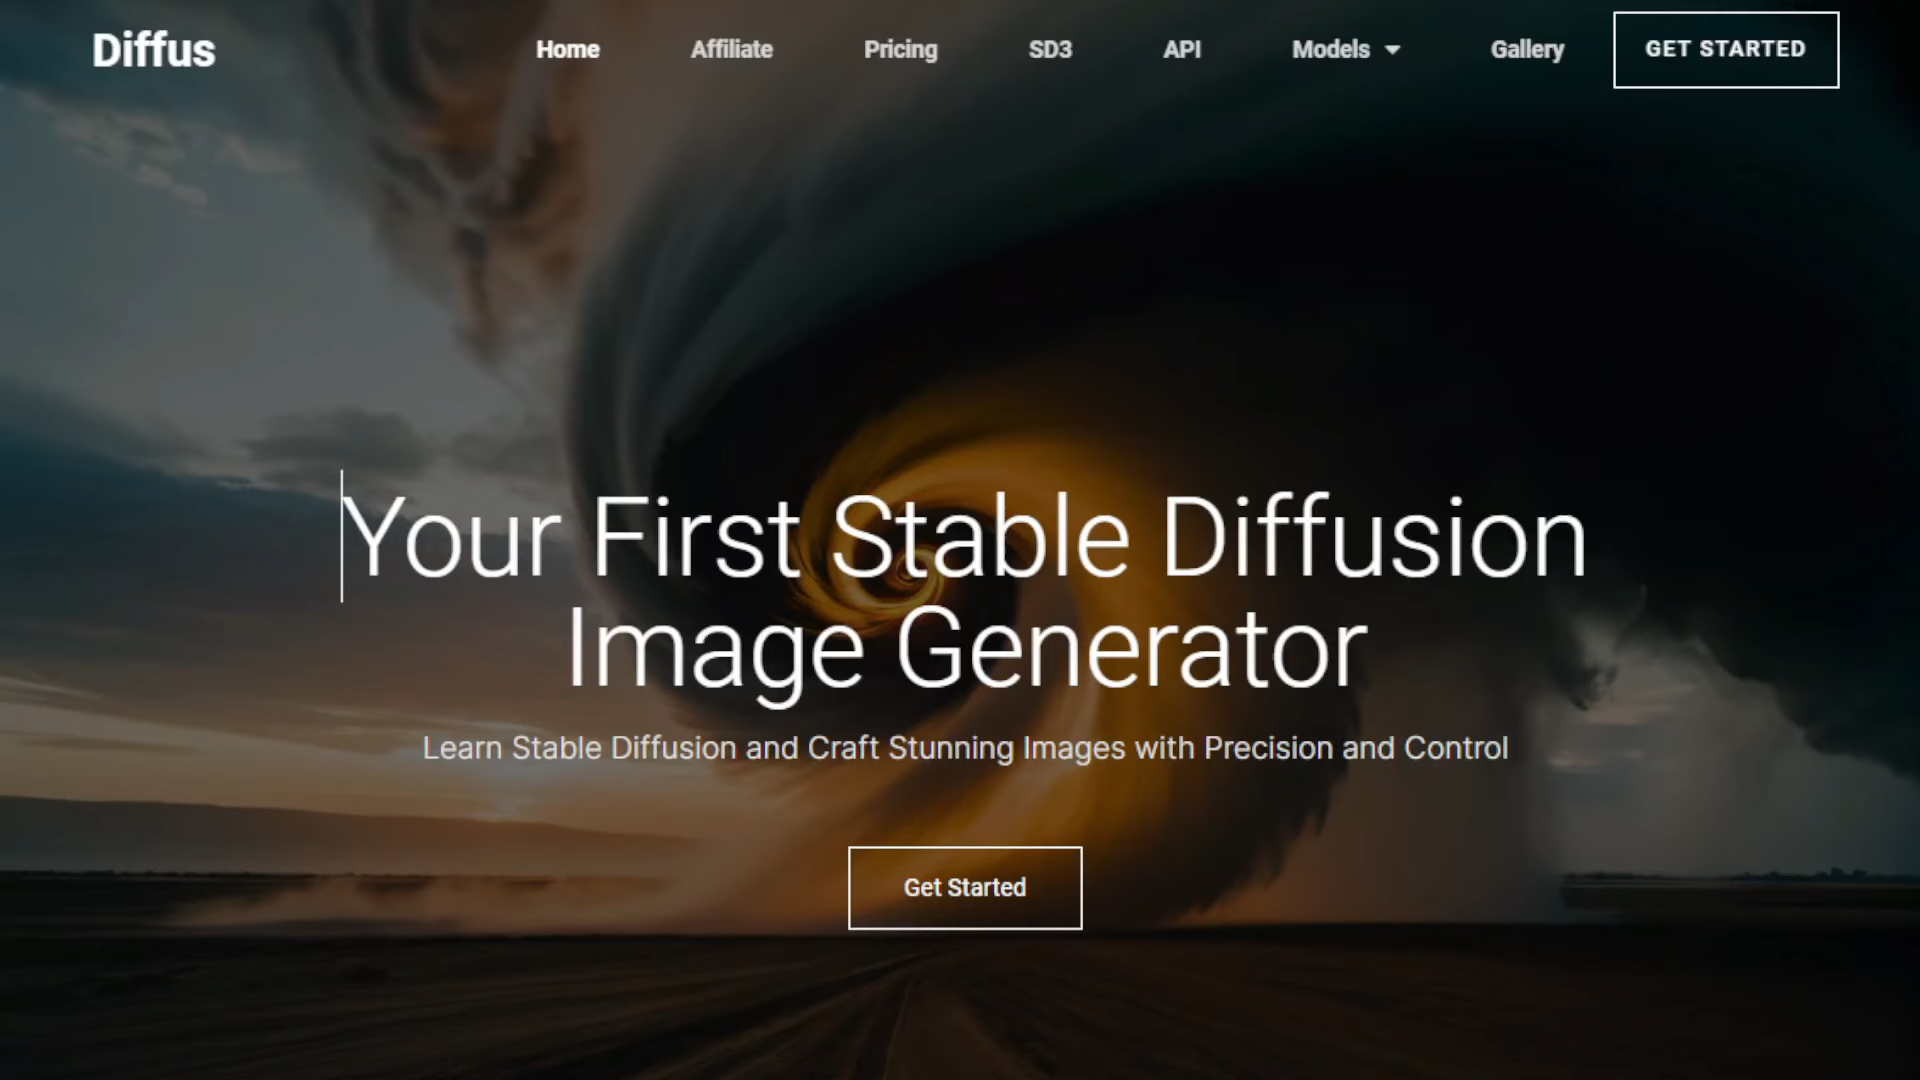 Diffus
Home Affiliate Pricing SD3 API Models Gallery GET STARTED
Your First Stable Diffusion
Image Generator
Learn Stable Diffusion and Craft Stunning Images with Precision and Control
Get Started